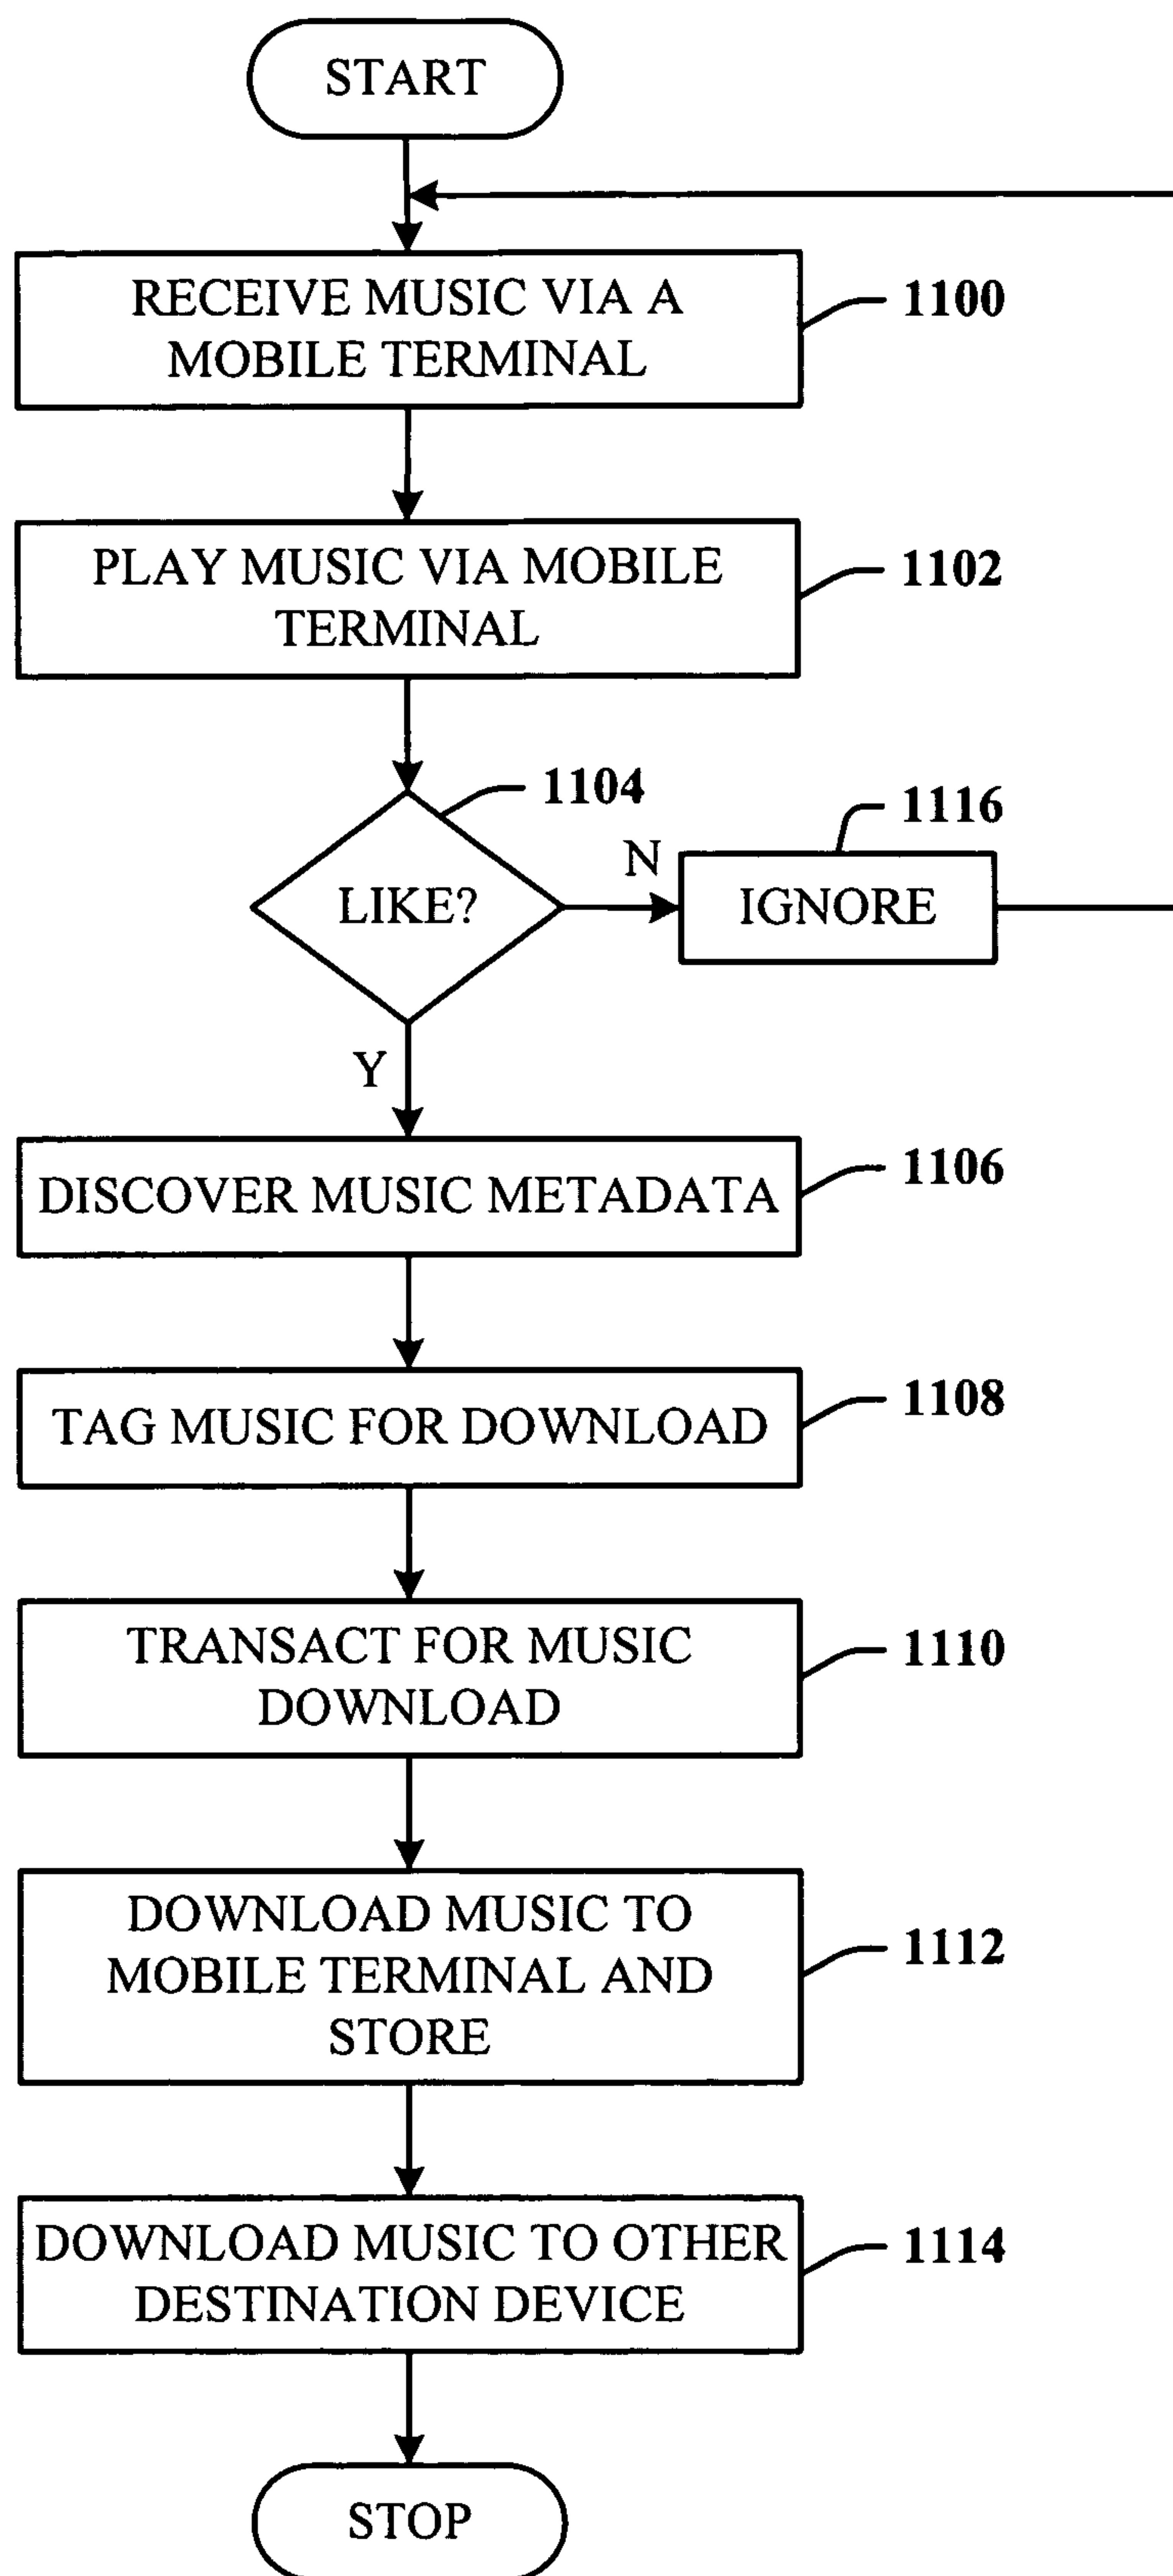 START
RECEIVE MUSIC VIA A
MOBILE TERMINAL
1100
PLAY MUSIC VIA MOBILE
TERMINAL
1102
1104
LIKE?
N
1116
IGNORE
Y
DISCOVER MUSIC METADATA
1106
TAG MUSIC FOR DOWNLOAD
1108
TRANSACT FOR MUSIC
DOWNLOAD
1110
DOWNLOAD MUSIC TO
MOBILE TERMINAL AND
STORE
1112
DOWNLOAD MUSIC TO OTHER
DESTINATION DEVICE
1114
STOP